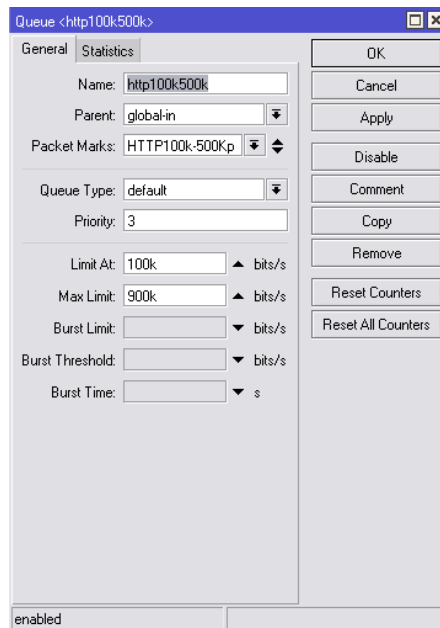 Queue <http100k500k>
General Statistics
Name: http100k500k
Parent: global-in
Packet Marks: HTTP100k-500Kp
Queue Type: default
Priority: 3
Limit At: 100k bits/s
Max Limit: 900k bits/s
Burst Limit: bits/s
Burst Threshold: bits/s
Burst Time: s
OK
Cancel
Apply
Disable
Comment
Copy
Remove
Reset Counters
Reset All Counters
enabled